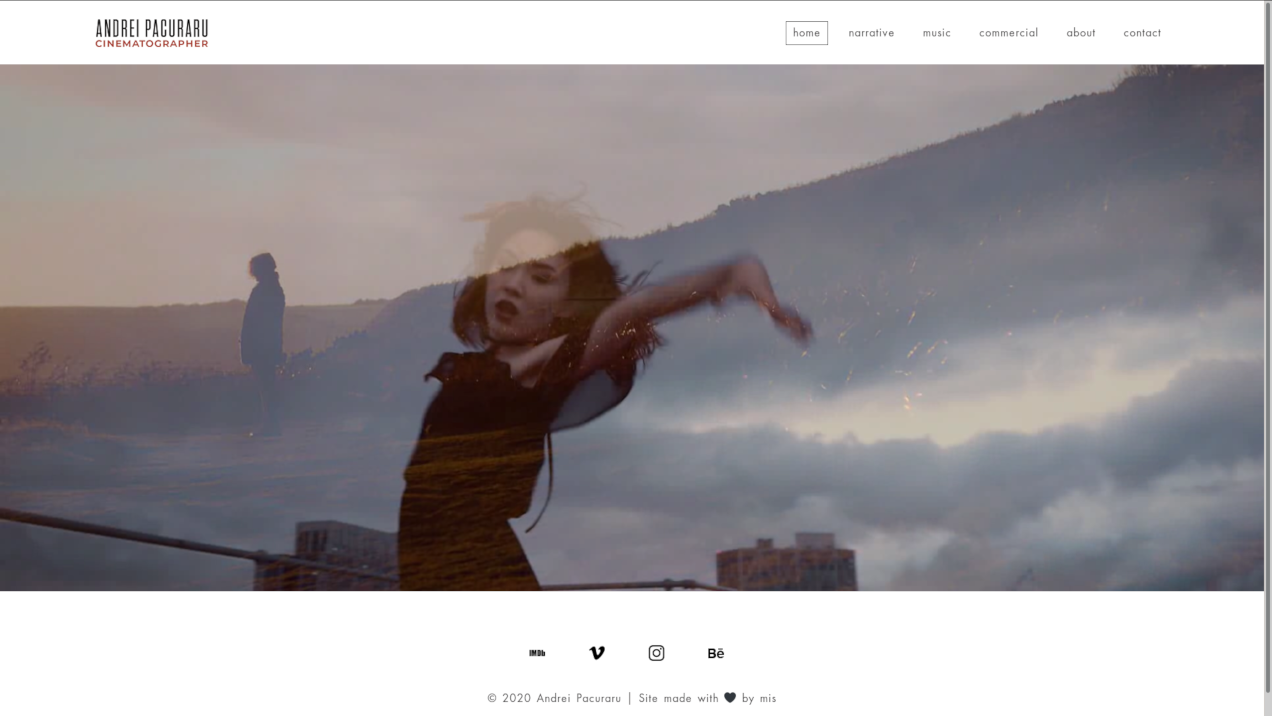 ANDREI PACURARU
CINEMATOGRAPHER
home narrative music commercial about contact
IMDb Bē
© 2020 Andrei Pacuraru | Site made with 🖤 by mis